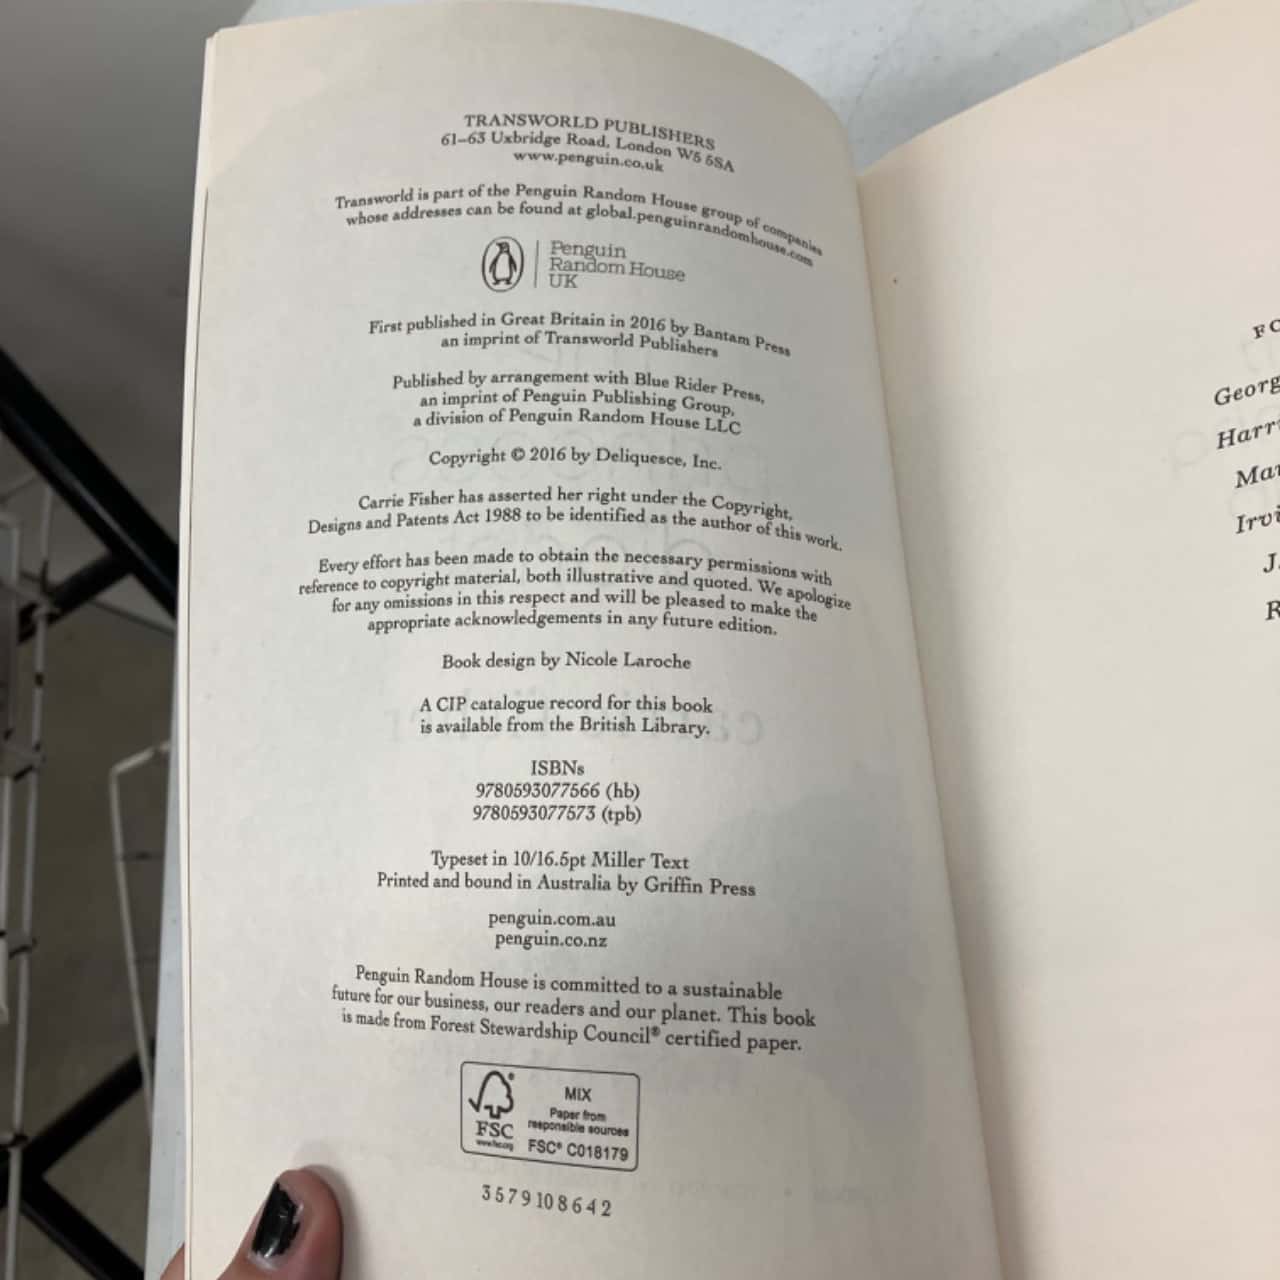 TRANSWORLD PUBLISHERS
61–63 Uxbridge Road, London W5 5SA
www.penguin.co.uk
Transworld is part of the Penguin Random House group of companies
whose addresses can be found at global.penguinrandomhouse.com
Penguin
Random House
UK
First published in Great Britain in 2016 by Bantam Press
an imprint of Transworld Publishers
Published by arrangement with Blue Rider Press,
an imprint of Penguin Publishing Group,
a division of Penguin Random House LLC
Copyright © 2016 by Deliquesce, Inc.
Carrie Fisher has asserted her right under the Copyright,
Designs and Patents Act 1988 to be identified as the author of this work.
Every effort has been made to obtain the necessary permissions with
reference to copyright material, both illustrative and quoted. We apologize
for any omissions in this respect and will be pleased to make the
appropriate acknowledgements in any future edition.
Book design by Nicole Laroche
A CIP catalogue record for this book
is available from the British Library.
ISBNs
9780593077566 (hb)
9780593077573 (tpb)
Typeset in 10/16.5pt Miller Text
Printed and bound in Australia by Griffin Press
penguin.com.au
penguin.co.nz
Penguin Random House is committed to a sustainable
future for our business, our readers and our planet. This book
is made from Forest Stewardship Council® certified paper.
FSC
www.fsc.org
MIX
Paper from
responsible sources
FSC® C018179
3 5 7 9 10 8 6 4 2